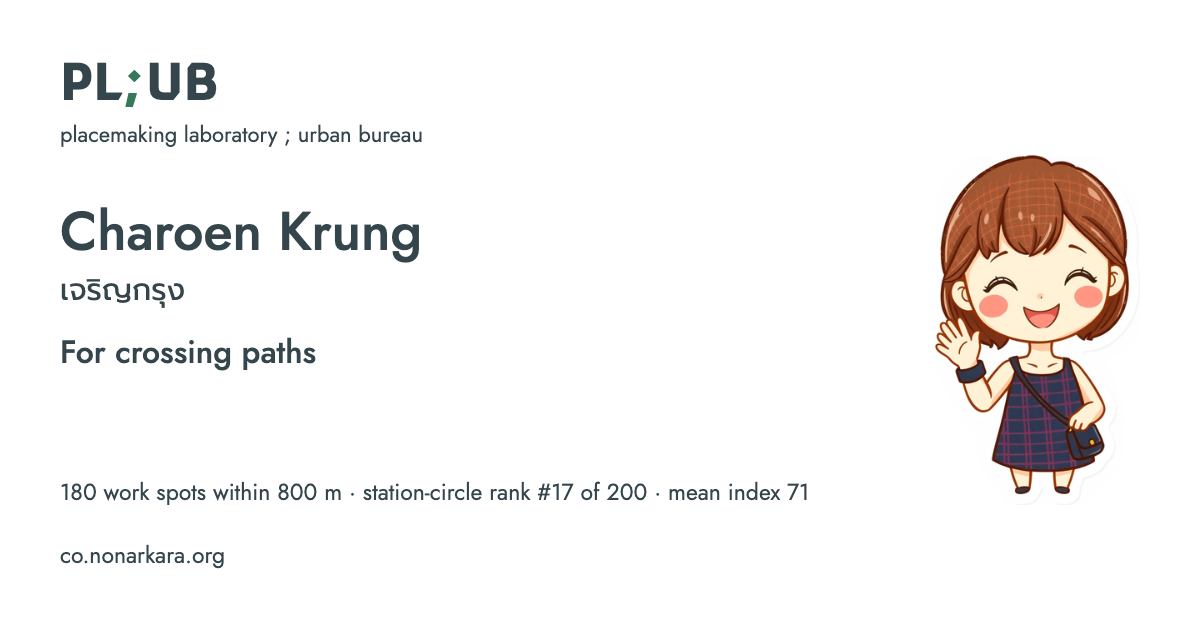 PL;UB
placemaking laboratory ; urban bureau
Charoen Krung
เจริญกรุง
For crossing paths
180 work spots within 800 m · station-circle rank #17 of 200 · mean index 71
co.nonarkara.org